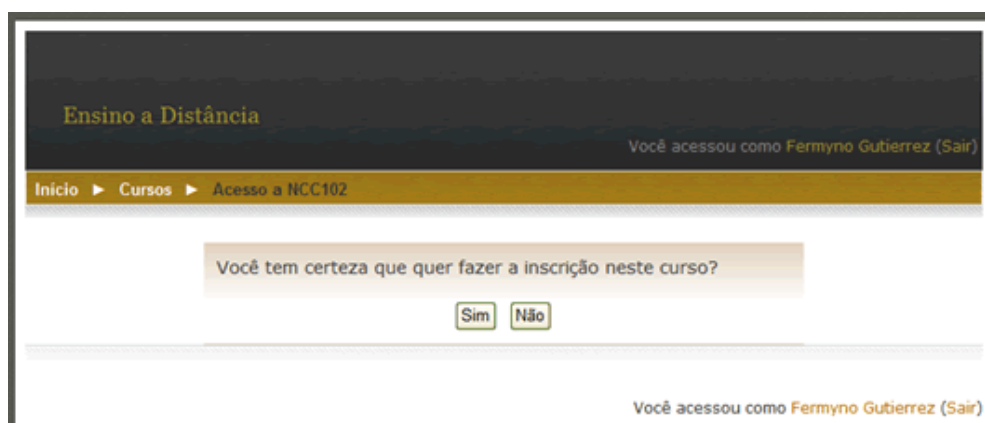 Ensino a Distância
Você acessou como Fermyno Gutierrez (Sair)
Início ► Cursos ► Acesso a NCC102
Você tem certeza que quer fazer a inscrição neste curso?
Sim Não
Você acessou como Fermyno Gutierrez (Sair)